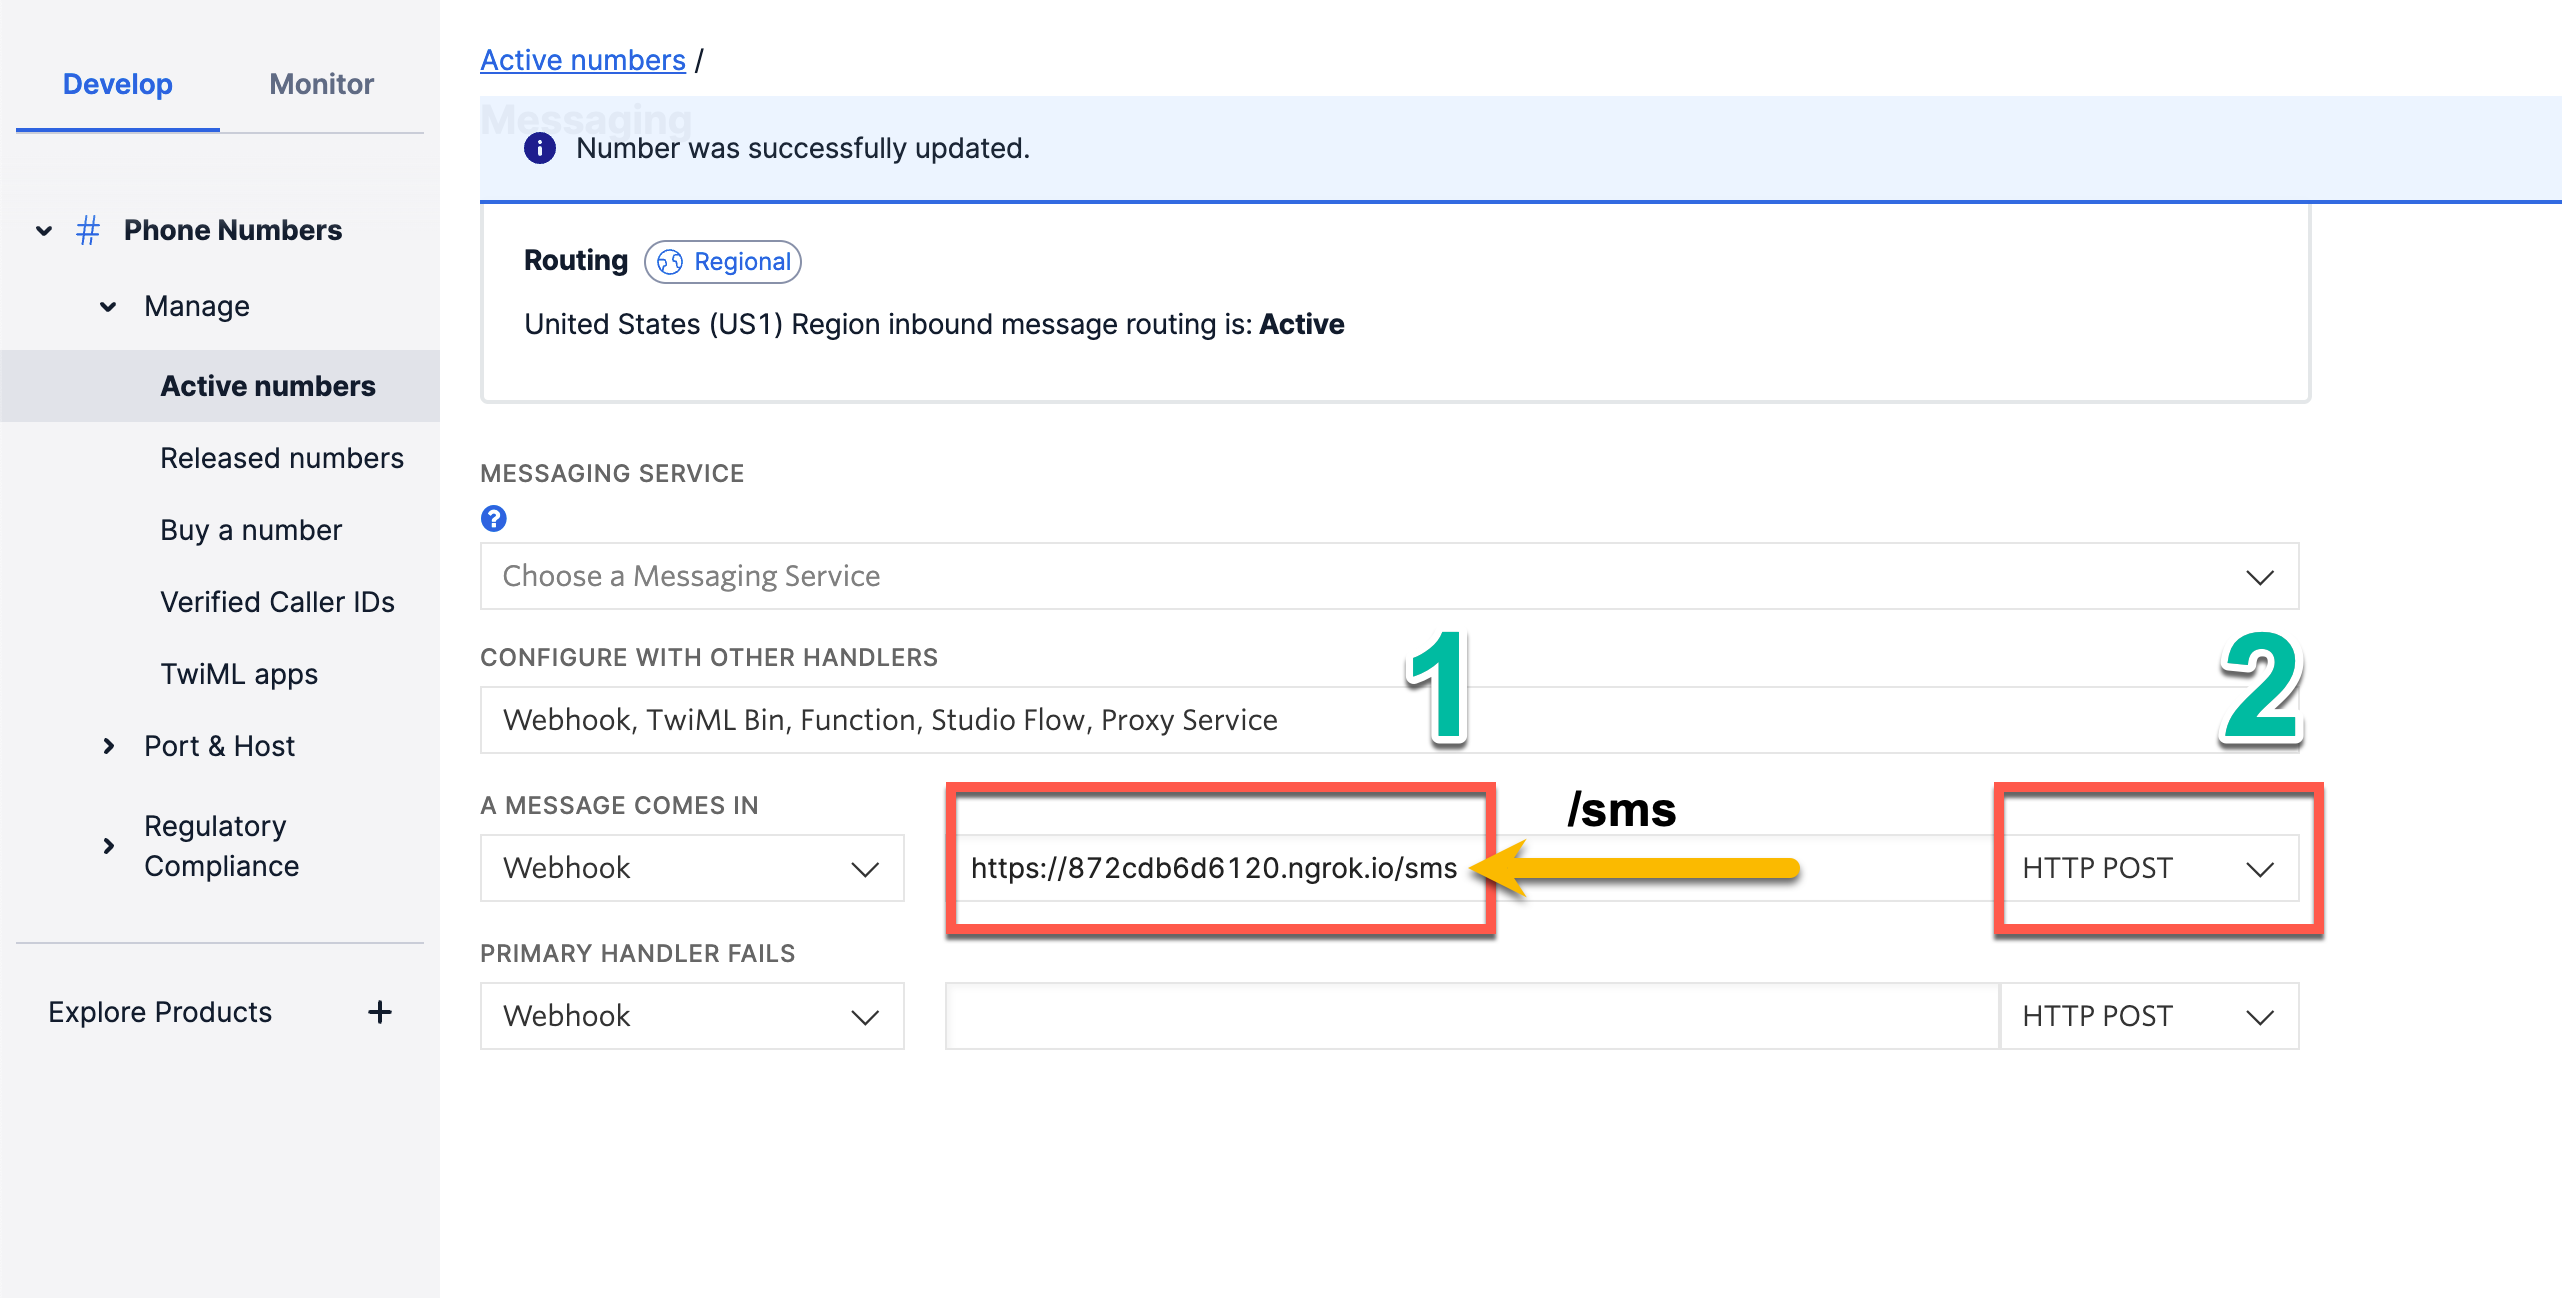 Develop
Monitor
Phone Numbers
Manage
Active numbers
Released numbers
Buy a number
Verified Caller IDs
TwiML apps
Port & Host
Regulatory
Compliance
Explore Products
Active numbers /
Messaging
Number was successfully updated.
Routing Regional
United States (US1) Region inbound message routing is: Active
MESSAGING SERVICE
?
Choose a Messaging Service
CONFIGURE WITH OTHER HANDLERS
1
2
Webhook, TwiML Bin, Function, Studio Flow, Proxy Service
A MESSAGE COMES IN
/sms
Webhook
https://872cdb6d6120.ngrok.io/sms
HTTP POST
PRIMARY HANDLER FAILS
Webhook
HTTP POST